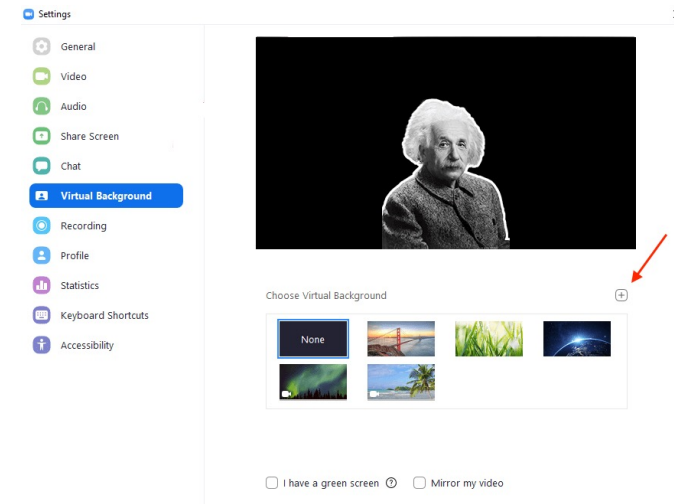 Settings
General
Video
Audio
Share Screen
Chat
Virtual Background
Recording
Profile
Statistics
Keyboard Shortcuts
Accessibility
Choose Virtual Background
None
I have a green screen
Mirror my video